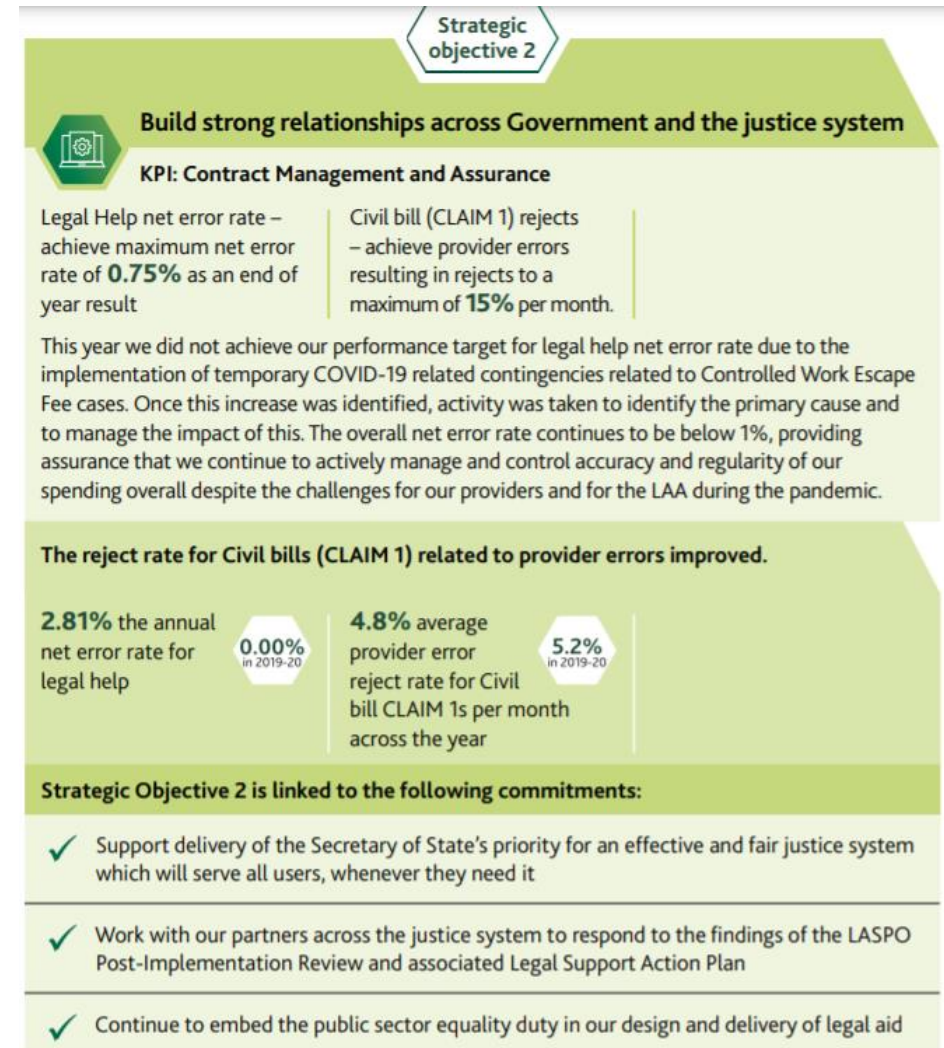 Strategic
objective 2
Build strong relationships across Government and the justice system
KPI: Contract Management and Assurance
Legal Help net error rate –
achieve maximum net error
rate of 0.75% as an end of
year result
Civil bill (CLAIM 1) rejects
– achieve provider errors
resulting in rejects to a
maximum of 15% per month.
This year we did not achieve our performance target for legal help net error rate due to the
implementation of temporary COVID-19 related contingencies related to Controlled Work Escape
Fee cases. Once this increase was identified, activity was taken to identify the primary cause and
to manage the impact of this. The overall net error rate continues to be below 1%, providing
assurance that we continue to actively manage and control accuracy and regularity of our
spending overall despite the challenges for our providers and for the LAA during the pandemic.
The reject rate for Civil bills (CLAIM 1) related to provider errors improved.
2.81% the annual
net error rate for
legal help
0.00%
in 2019-20
4.8% average
provider error
reject rate for Civil
bill CLAIM 1s per month
across the year
5.2%
in 2019-20
Strategic Objective 2 is linked to the following commitments:
Support delivery of the Secretary of State's priority for an effective and fair justice system
which will serve all users, whenever they need it
Work with our partners across the justice system to respond to the findings of the LASPO
Post-Implementation Review and associated Legal Support Action Plan
Continue to embed the public sector equality duty in our design and delivery of legal aid